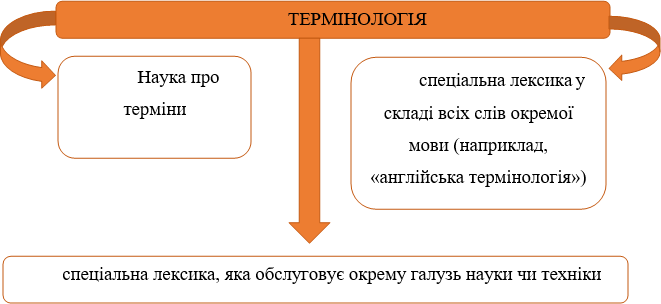 ТЕРМІНОЛОГІЯ
Наука про
терміни
спеціальна лексика у
складі всіх слів окремої
мови (наприклад,
«англійська термінологія»)
спеціальна лексика, яка обслуговує окрему галузь науки чи техніки